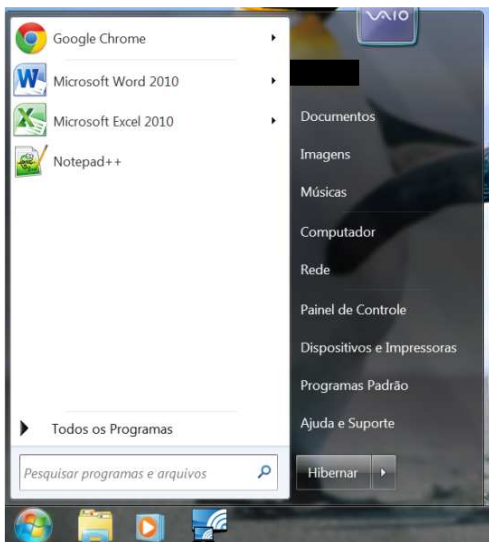 Google Chrome
Microsoft Word 2010
Microsoft Excel 2010
Notepad++
Todos os Programas
Pesquisar programas e arquivos
VAIO
Documentos
Imagens
Músicas
Computador
Rede
Painel de Controle
Dispositivos e Impressoras
Programas Padrão
Ajuda e Suporte
Hibernar